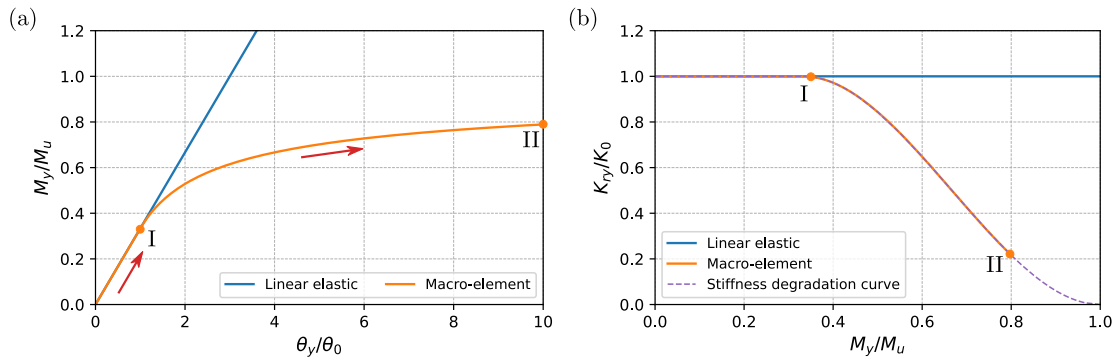 (a)
1.2
1.0
0.8
0.6
0.4
0.2
0.0
M_y/M_u
I
II
Linear elastic
Macro-element
0 2 4 6 8 10
θ_y/θ_0
(b)
1.2
1.0
0.8
0.6
0.4
0.2
0.0
K_{ry}/K_0
I
II
Linear elastic
Macro-element
Stiffness degradation curve
0.0 0.2 0.4 0.6 0.8 1.0
M_y/M_u